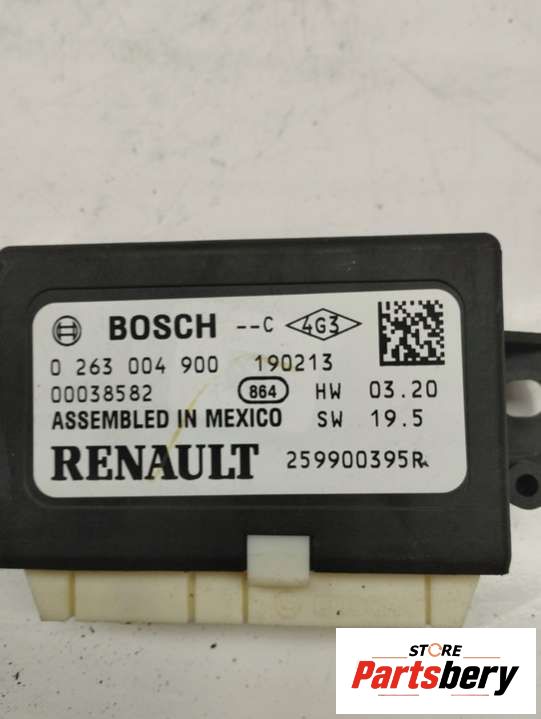 BOSCH --C 4G3
0 263 004 900 190213
00038582 864 HW 03.20
ASSEMBLED IN MEXICO SW 19.5
RENAULT 259900395R
STORE
Partsbery